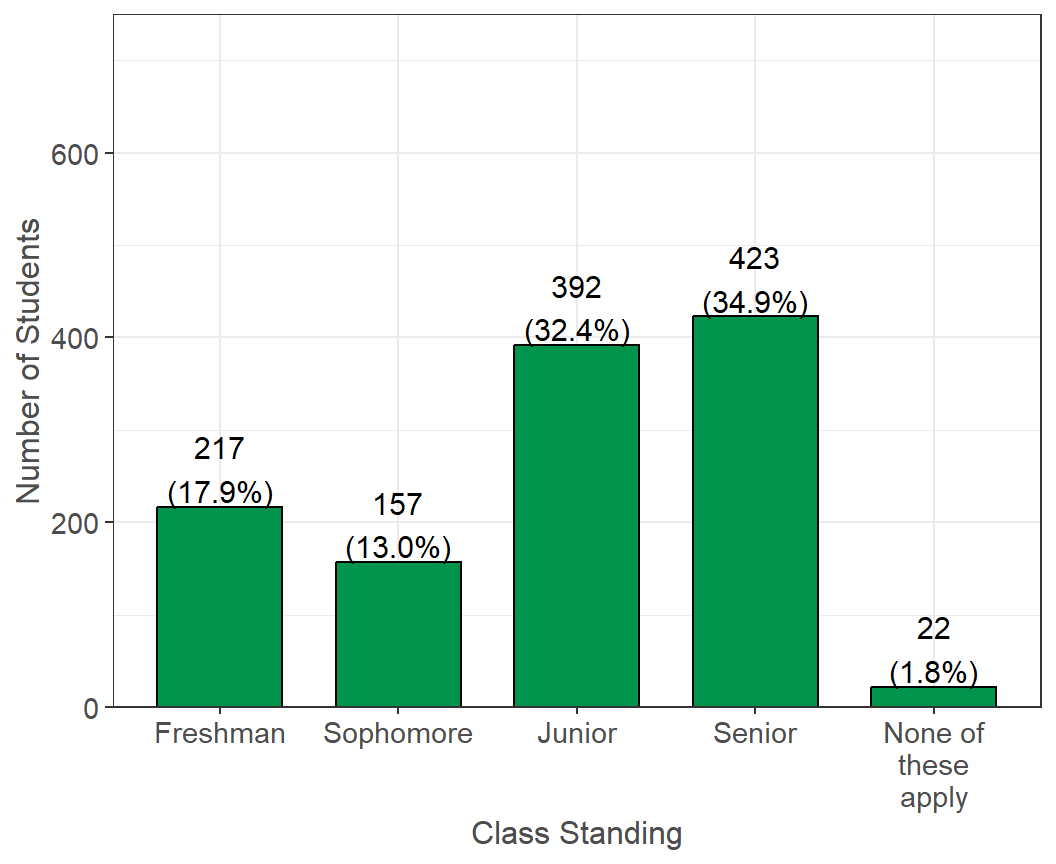 Number of Students
600
400
200
0
217
(17.9%)
157
(13.0%)
392
(32.4%)
423
(34.9%)
22
(1.8%)
Freshman
Sophomore
Junior
Senior
None of
these
apply
Class Standing